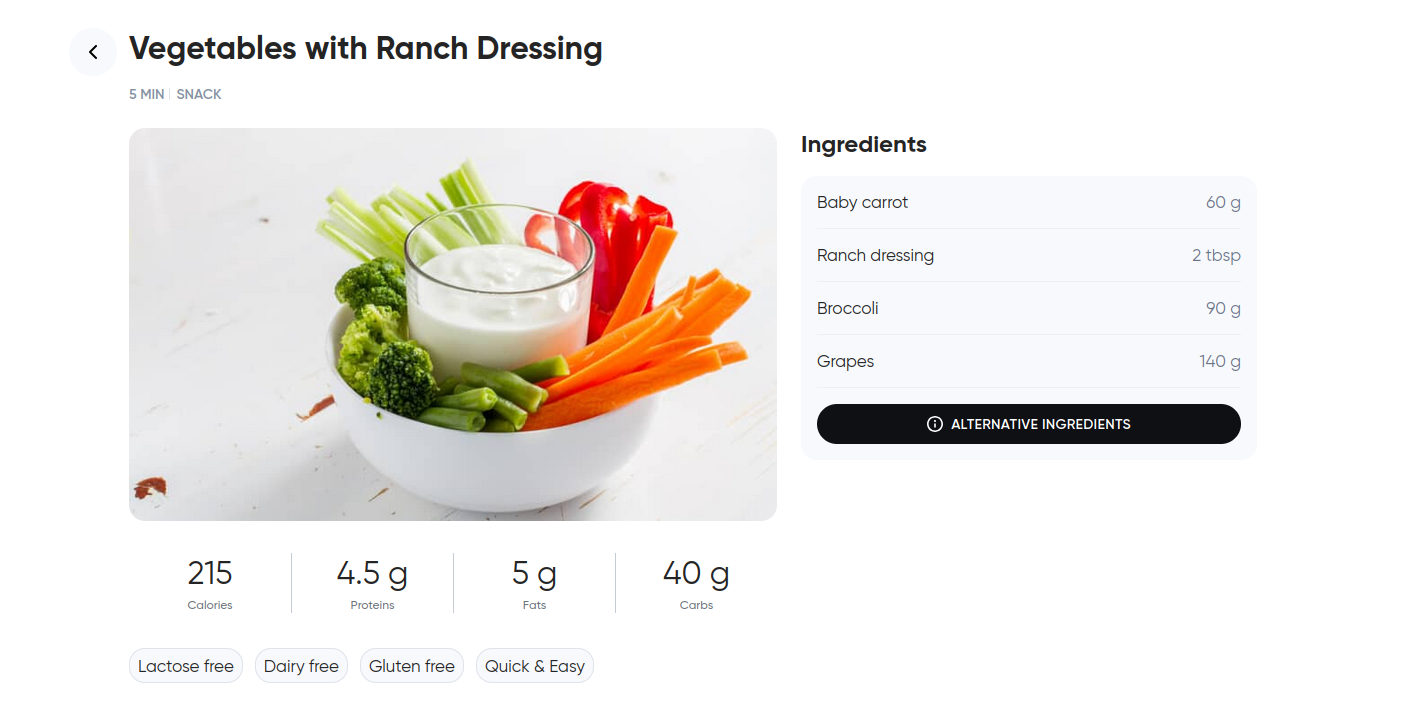 Vegetables with Ranch Dressing
5 MIN SNACK
Ingredients
Baby carrot 60 g
Ranch dressing 2 tbsp
Broccoli 90 g
Grapes 140 g
ALTERNATIVE INGREDIENTS
215 4.5 g 5 g 40 g
Calories Proteins Fats Carbs
Lactose free Dairy free Gluten free Quick & Easy